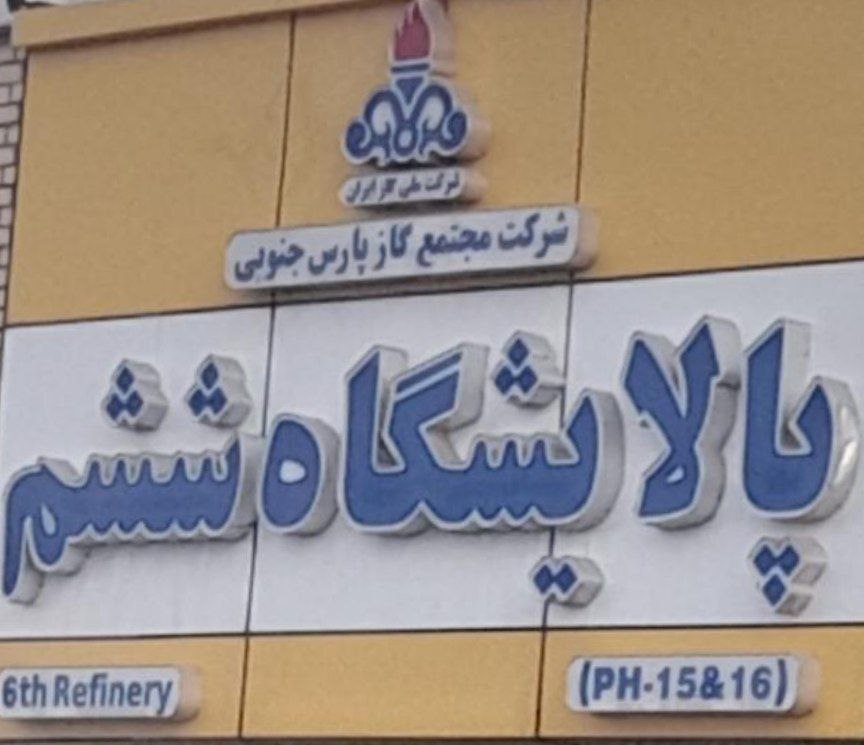 شرکت ملی گاز ایران
شرکت مجتمع گاز پارس جنوبی
پالایشگاه ششم
6th Refinery
(PH-15&16)